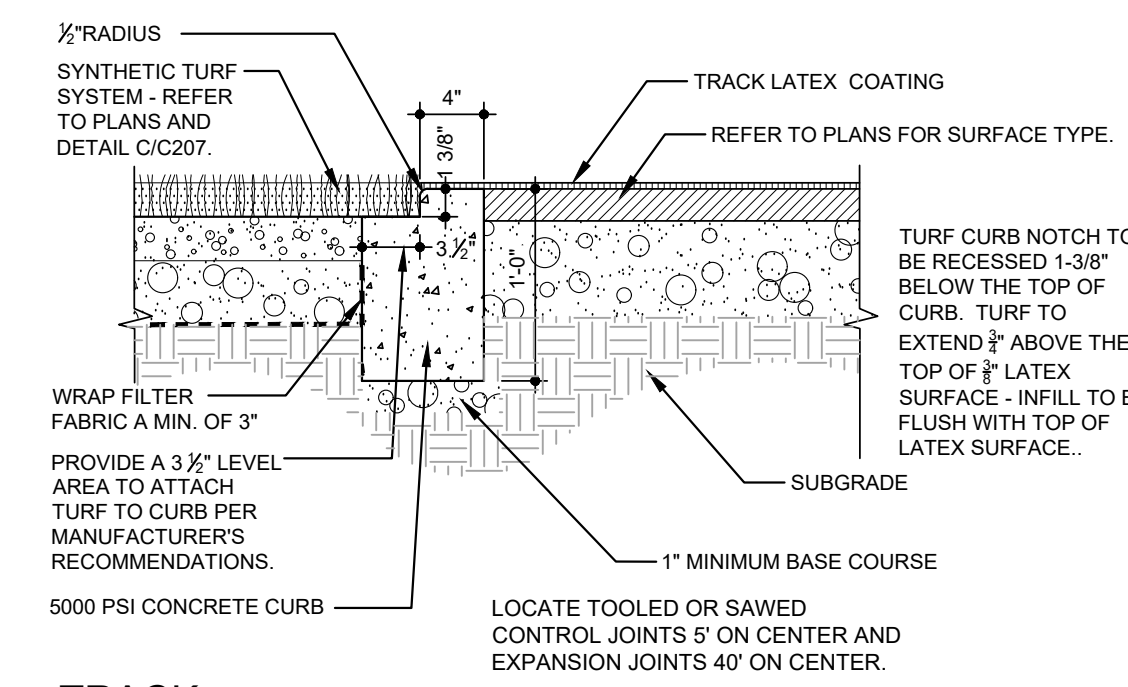 ½"RADIUS
SYNTHETIC TURF
SYSTEM - REFER
TO PLANS AND
DETAIL C/C207.
4"
1 3/8"
TRACK LATEX COATING
REFER TO PLANS FOR SURFACE TYPE.
3 ½"
1'-0"
TURF CURB NOTCH TO
BE RECESSED 1-3/8"
BELOW THE TOP OF
CURB. TURF TO
EXTEND ¾" ABOVE THE
TOP OF ⅜" LATEX
SURFACE - INFILL TO
FLUSH WITH TOP OF
LATEX SURFACE..
WRAP FILTER
FABRIC A MIN. OF 3"
PROVIDE A 3 ½" LEVEL
AREA TO ATTACH
TURF TO CURB PER
MANUFACTURER'S
RECOMMENDATIONS.
5000 PSI CONCRETE CURB
SUBGRADE
1" MINIMUM BASE COURSE
LOCATE TOOLED OR SAWED
CONTROL JOINTS 5' ON CENTER AND
EXPANSION JOINTS 40' ON CENTER.
TRACK